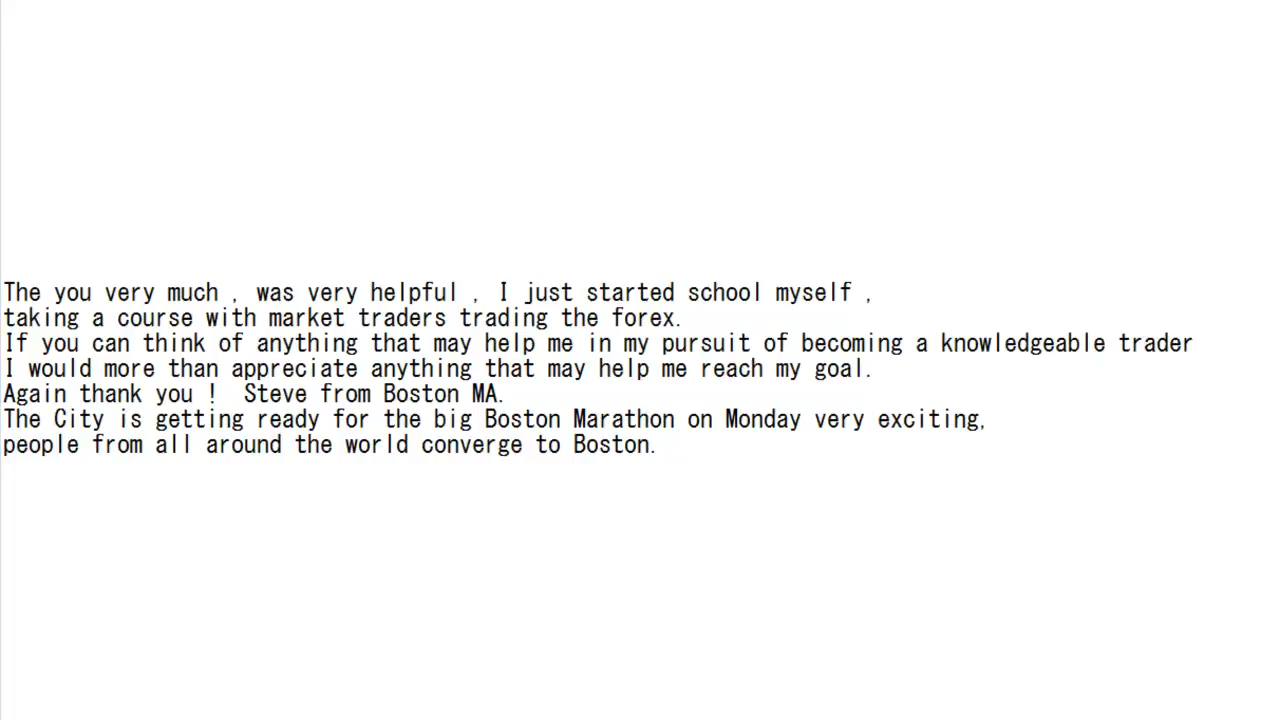 The you very much , was very helpful , I just started school myself ,
taking a course with market traders trading the forex.
If you can think of anything that may help me in my pursuit of becoming a knowledgeable trader
I would more than appreciate anything that may help me reach my goal.
Again thank you !  Steve from Boston MA.
The City is getting ready for the big Boston Marathon on Monday very exciting,
people from all around the world converge to Boston.